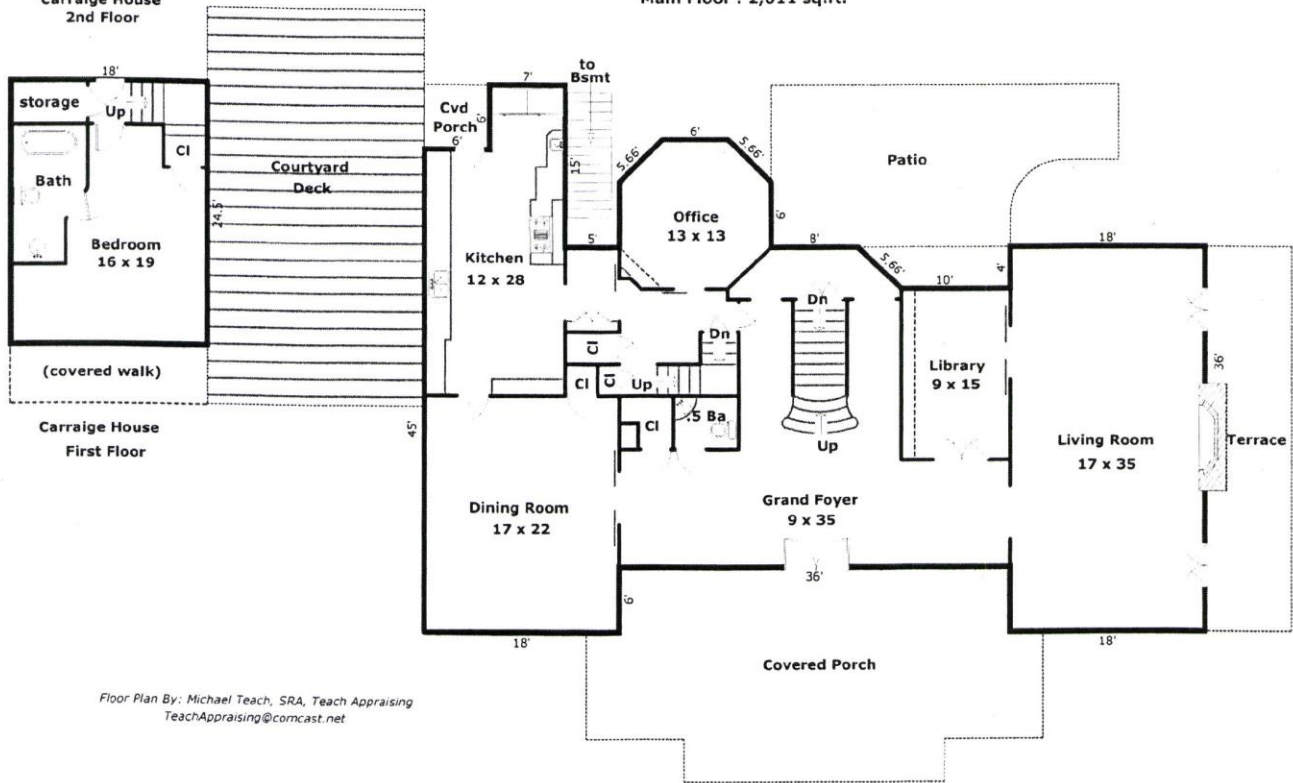 Carraige House
2nd Floor
Main Floor : 2,611 sq.ft.
18'
storage
Up
Cl
Bath
Bedroom
16 x 19
24.5'
(covered walk)
Carraige House
First Floor
Courtyard
Deck
Cvd
Porch
6'
6'
7'
to
Bsmt
15'
5'
Kitchen
12 x 28
5.66'
6'
5.66'
Office
13 x 13
6'
Patio
8'
5.66'
10'
4'
18'
Dn
Dn
Cl
Cl
Cl
Up
Cl
.5 Ba
Up
Library
9 x 15
Living Room
17 x 35
36'
Terrace
45'
Dining Room
17 x 22
Grand Foyer
9 x 35
36'
6'
18'
18'
Covered Porch
Floor Plan By: Michael Teach, SRA, Teach Appraising
TeachAppraising@comcast.net